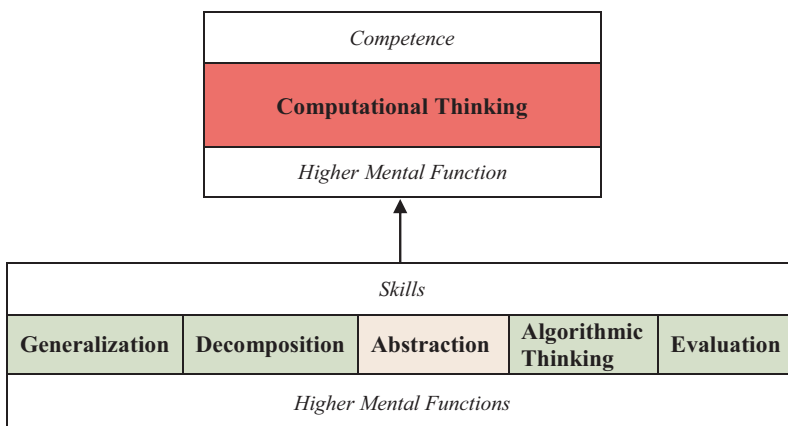 Competence
Computational Thinking
Higher Mental Function
Skills
Generalization
Decomposition
Abstraction
Algorithmic
Thinking
Evaluation
Higher Mental Functions